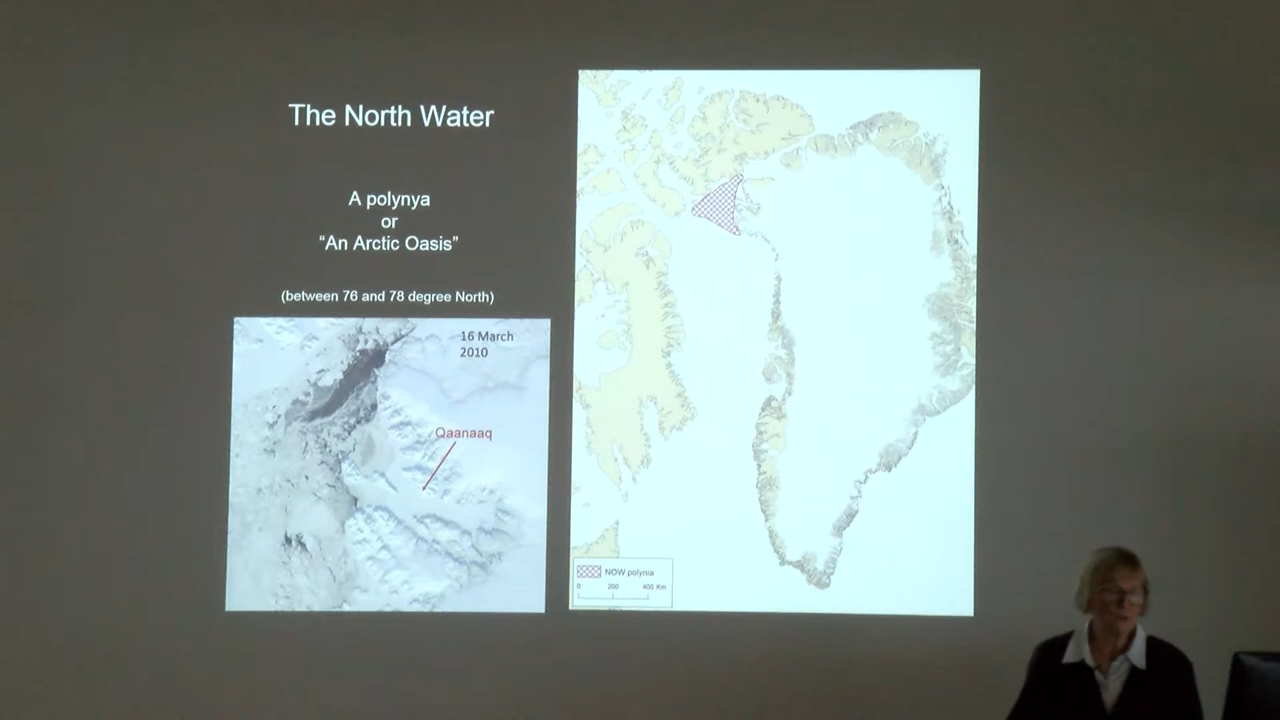 The North Water
A polynya
or
“An Arctic Oasis”
(between 76 and 78 degree North)
16 March
2010
Qaanaaq
NOW polynia
0 200 400 Km